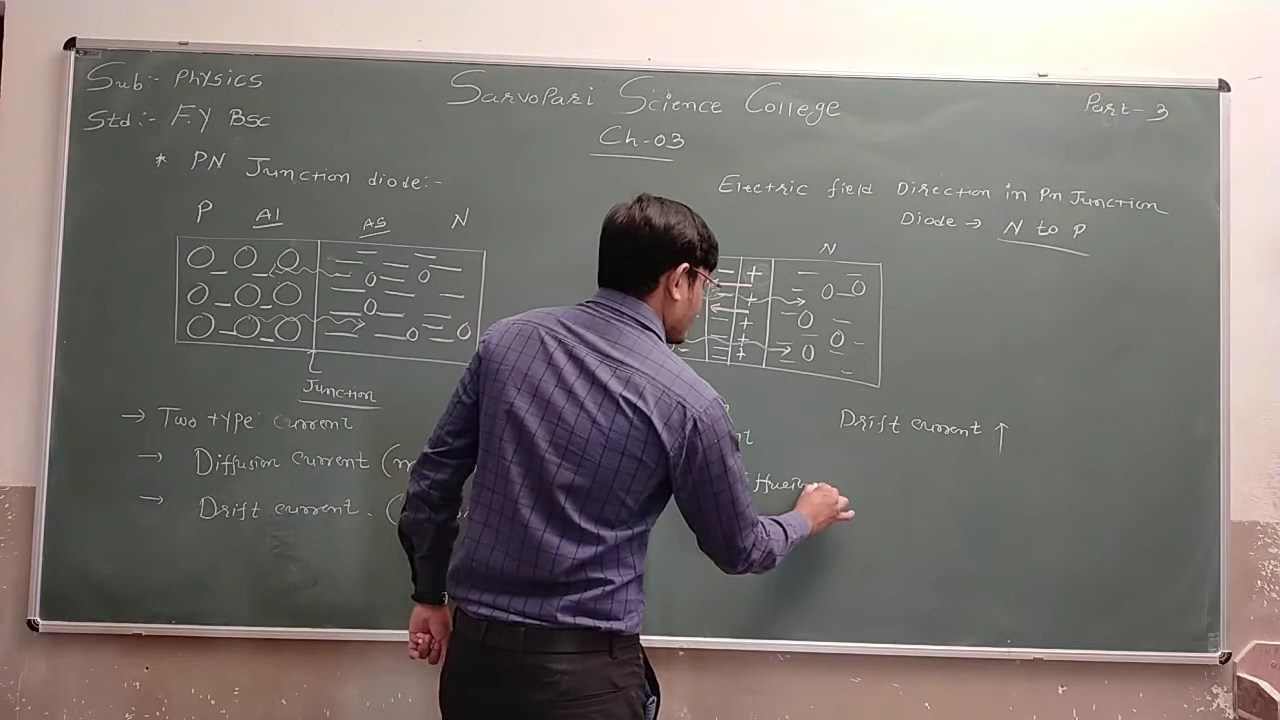 Sub:- Physics
Sarvopari Science College
Part-3
Std:- F.Y BSc
Ch-03
* PN Junction diode:-
Electric field Direction in Pn Junction
Diode → N to P
P Al As N
N
Junction
→ Two type current
→ Diffusion current (
→ Drift current. (
Drift current ↑